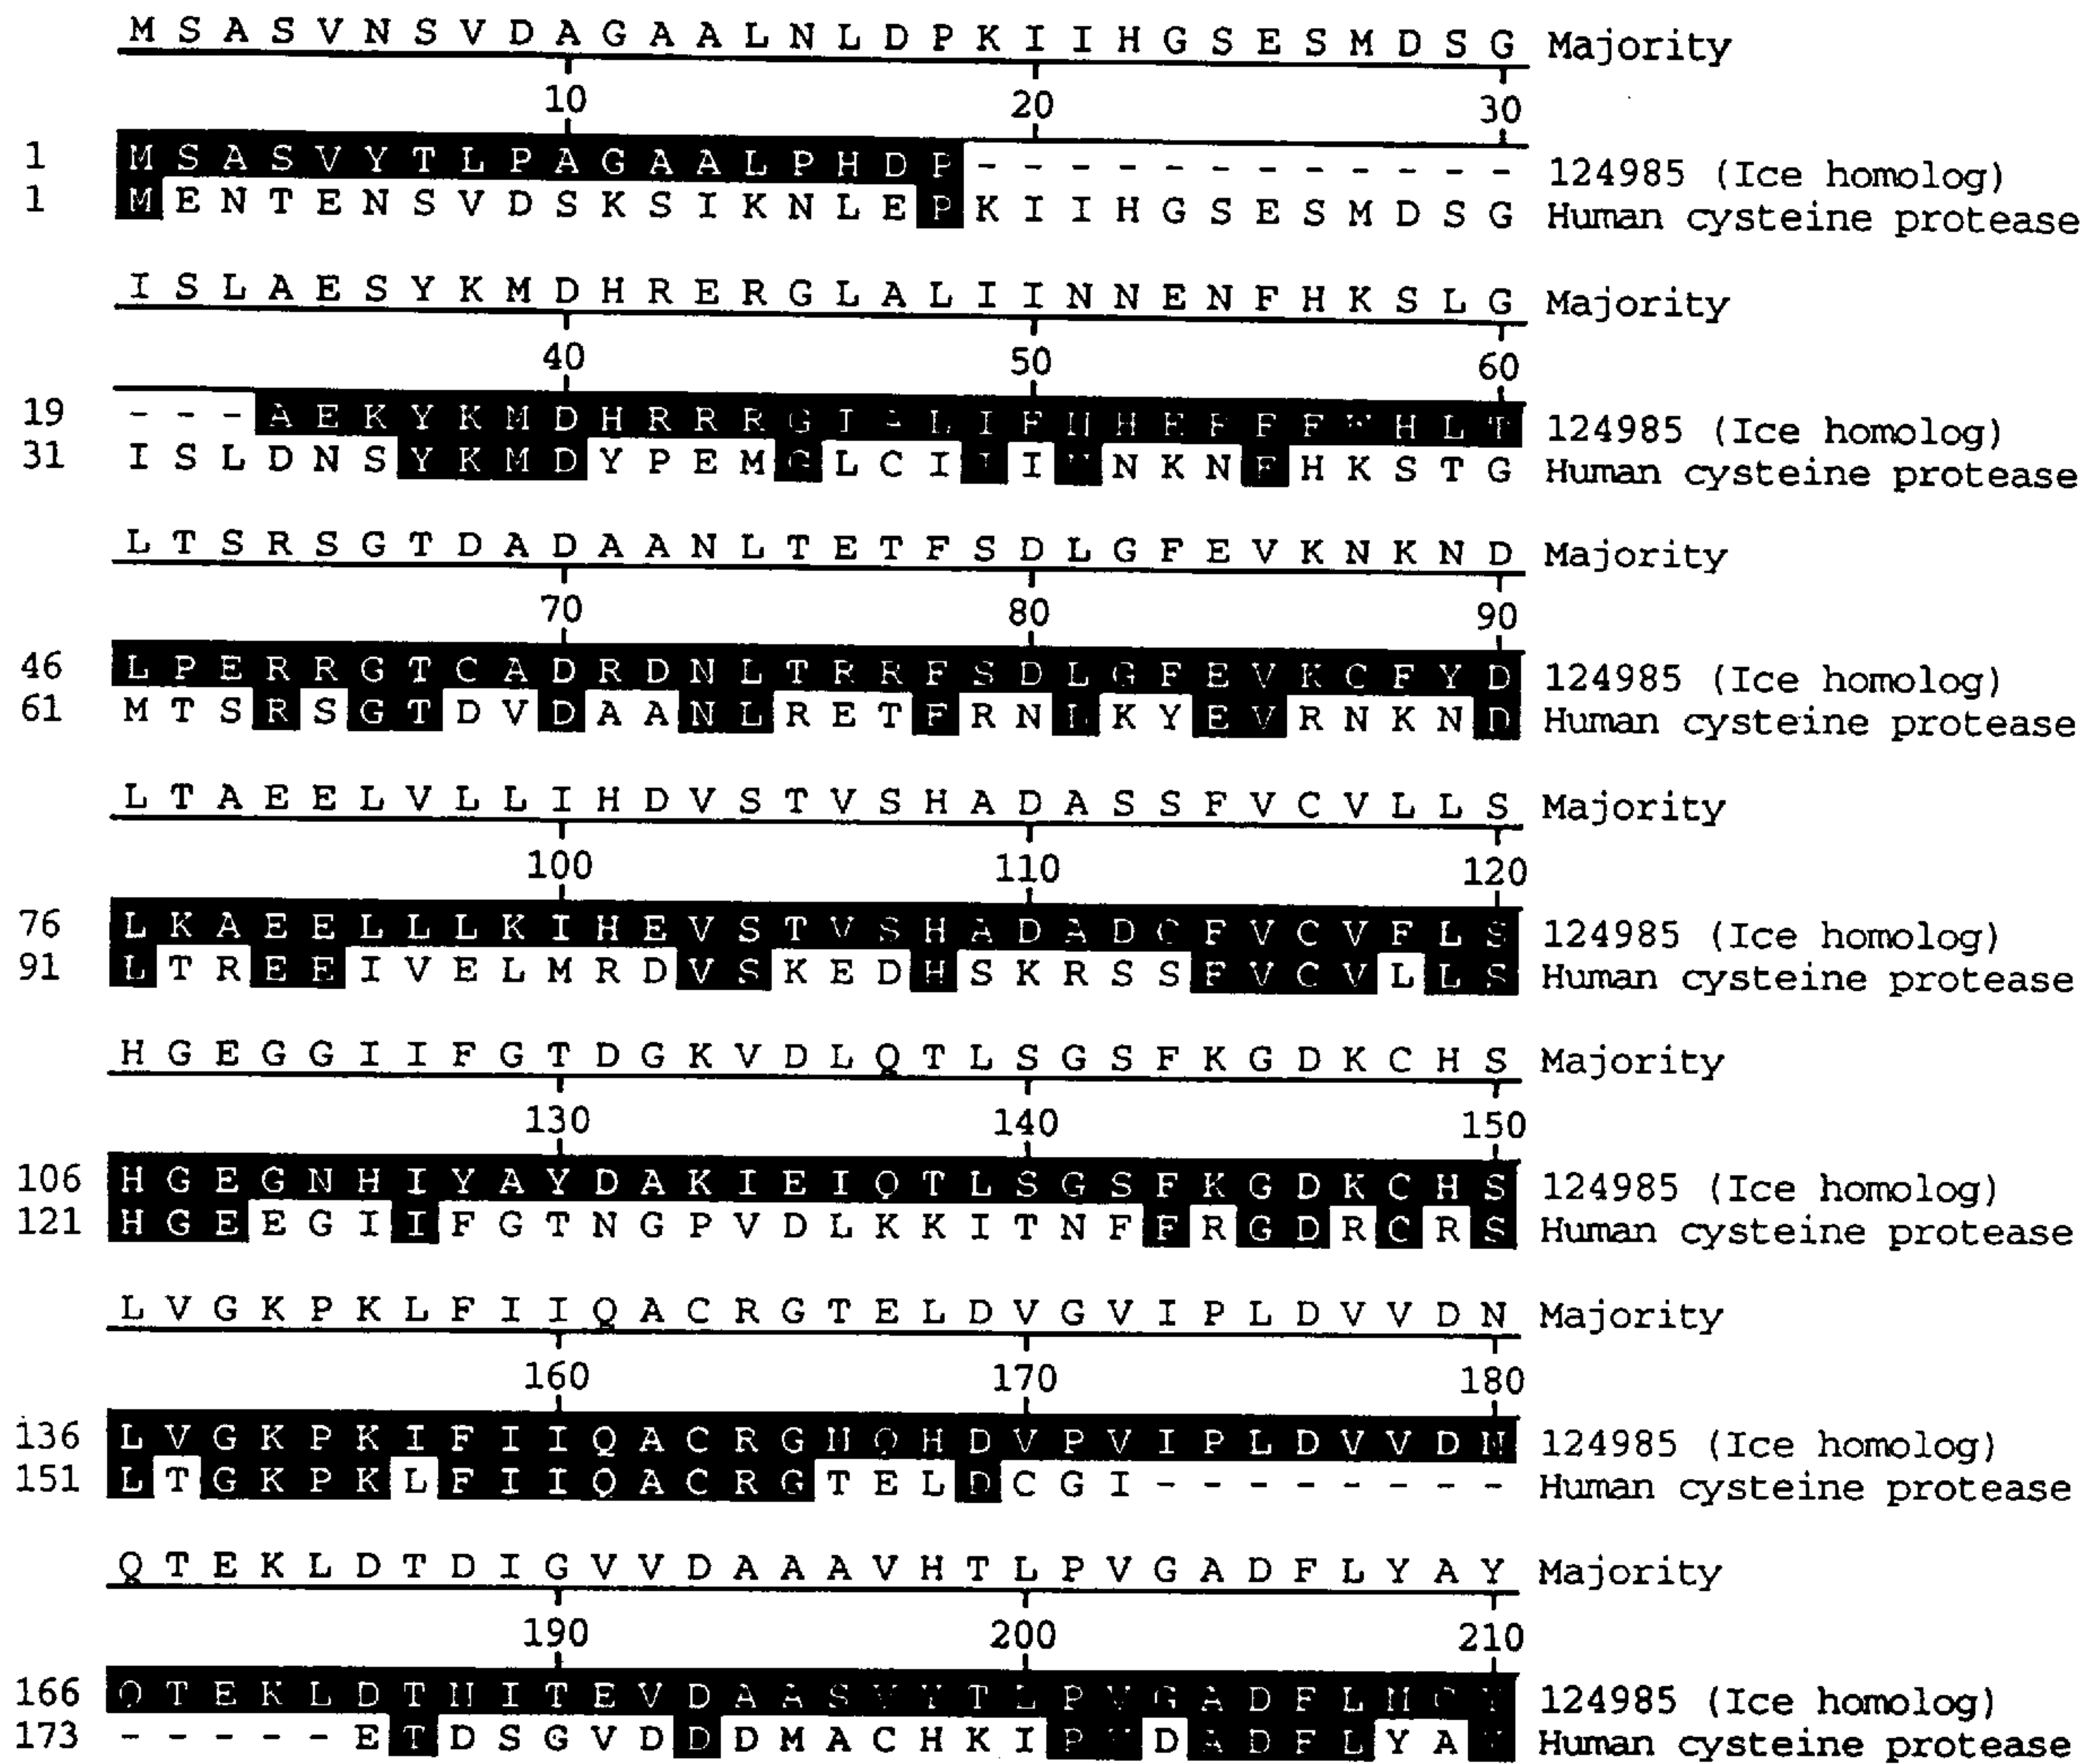 M S A S V N S V D A G A A L N L D P K I I H G S E S M D S G Majority
10 20 30
1 M S A S V Y T L P A G A A L P H D P - - - - - - - - - - - - 124985 (Ice homolog)
1 M E N T E N S V D S K S I K N L E P K I I H G S E S M D S G Human cysteine protease
I S L A E S Y K M D H R E R G L A L I I N N E N F H K S L G Majority
40 50 60
19 - - - A E K Y K M D H R R R G I A L I F N H E F F W H L T 124985 (Ice homolog)
31 I S L D N S Y K M D Y P E M G L C I I I N N K N F H K S T G Human cysteine protease
L T S R S G T D A D A A N L T E T F S D L G F E V K N K N D Majority
70 80 90
46 L P E R R G T C A D R D N L T R R F S D L G F E V K C F Y D 124985 (Ice homolog)
61 M T S R S G T D V D A A N L R E T F R N L K Y E V R N K N D Human cysteine protease
L T A E E L V L L I H D V S T V S H A D A S S F V C V L L S Majority
100 110 120
76 L K A E E L L L K I H E V S T V S H A D A D C F V C V F L S 124985 (Ice homolog)
91 L T R E E I V E L M R D V S K E D H S K R S S F V C V L L S Human cysteine protease
H G E G G I I F G T D G K V D L Q T L S G S F K G D K C H S Majority
130 140 150
106 H G E G N H I Y A Y D A K I E I Q T L S G S F K G D K C H S 124985 (Ice homolog)
121 H G E E G I I F G T N G P V D L K K I T N F F R G D R C R S Human cysteine protease
L V G K P K L F I I Q A C R G T E L D V G V I P L D V V D N Majority
160 170 180
136 L V G K P K I F I I Q A C R G N Q H D V P V I P L D V V D N 124985 (Ice homolog)
151 L T G K P K L F I I Q A C R G T E L D C G I - - - - - - - - Human cysteine protease
Q T E K L D T D I G V V D A A A V H T L P V G A D F L Y A Y Majority
190 200 210
166 Q T E K L D T N I T E V D A A S V Y T L P V G A D F L M C Y 124985 (Ice homolog)
173 - - - - - E T D S G V D D D M A C H K I P V D A D F L Y A Y Human cysteine protease